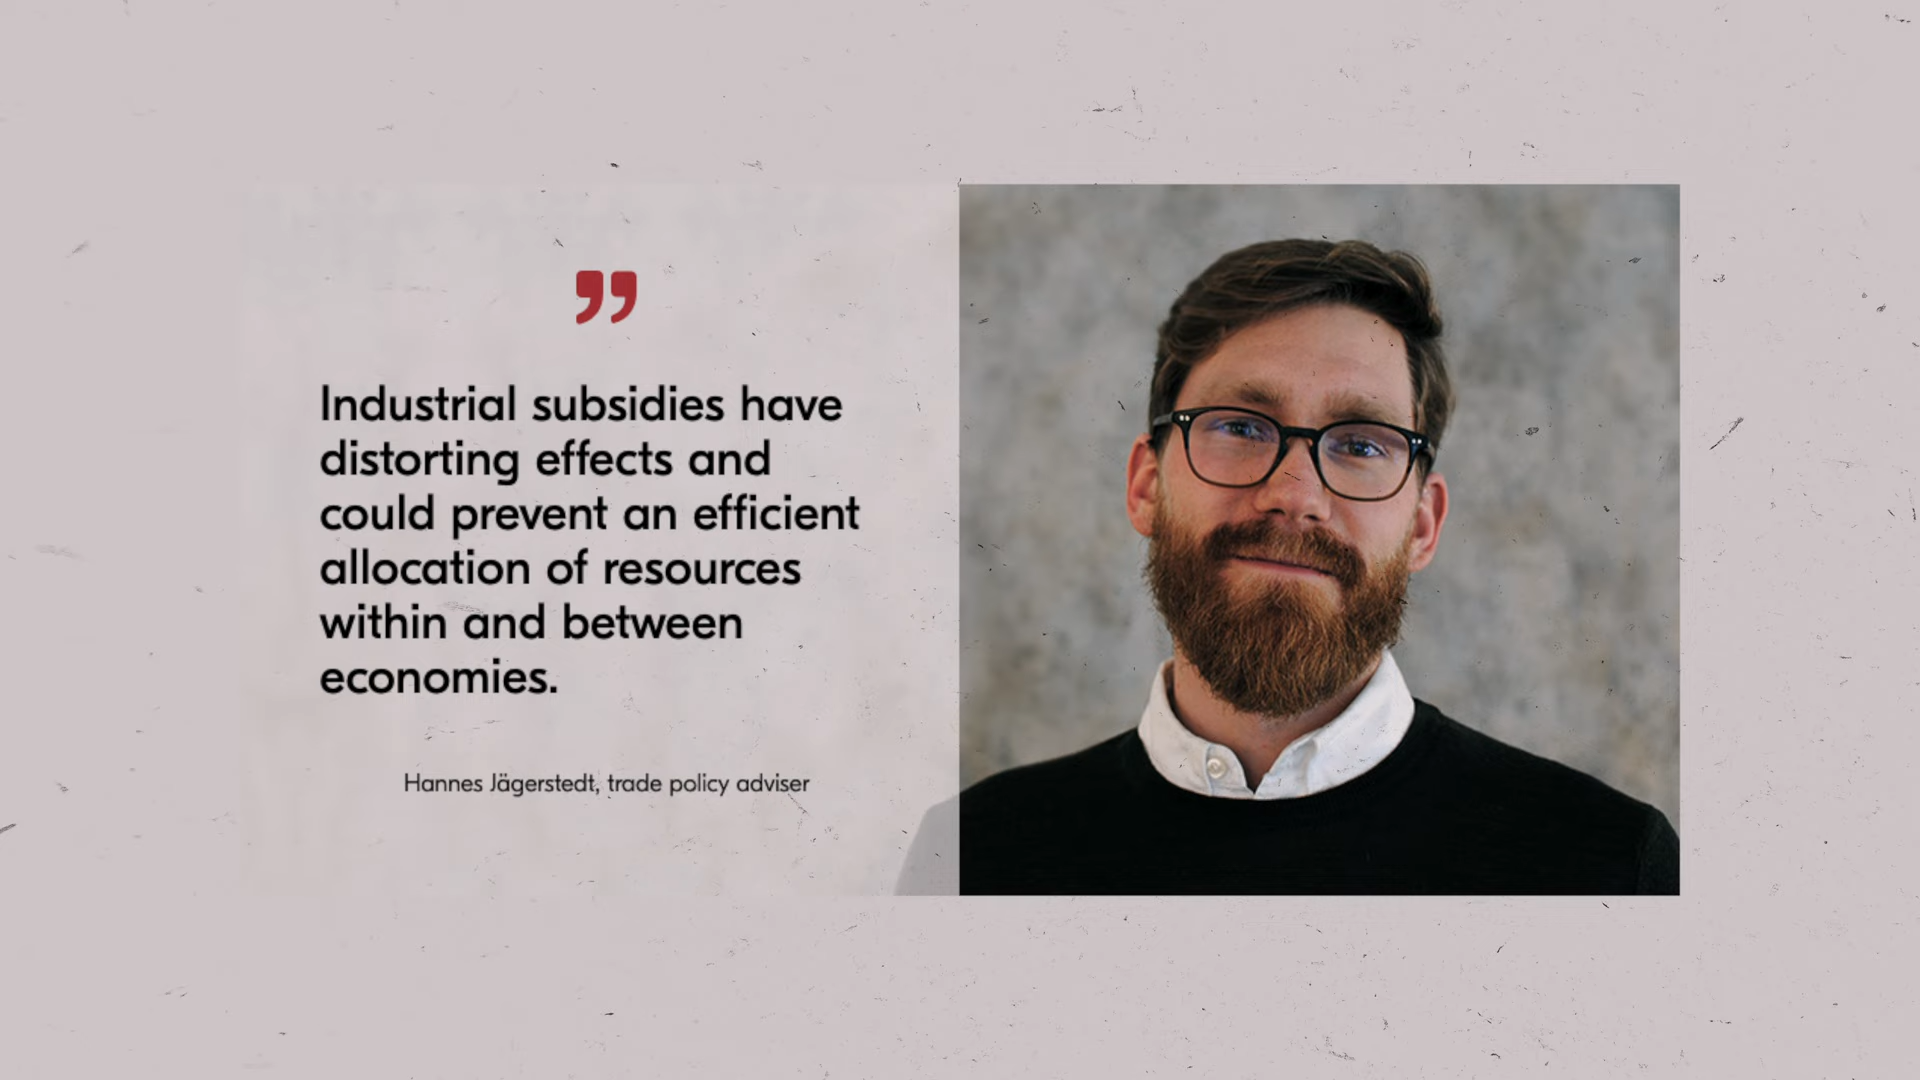 ”
Industrial subsidies have
distorting effects and
could prevent an efficient
allocation of resources
within and between
economies.
Hannes Jägerstedt, trade policy adviser